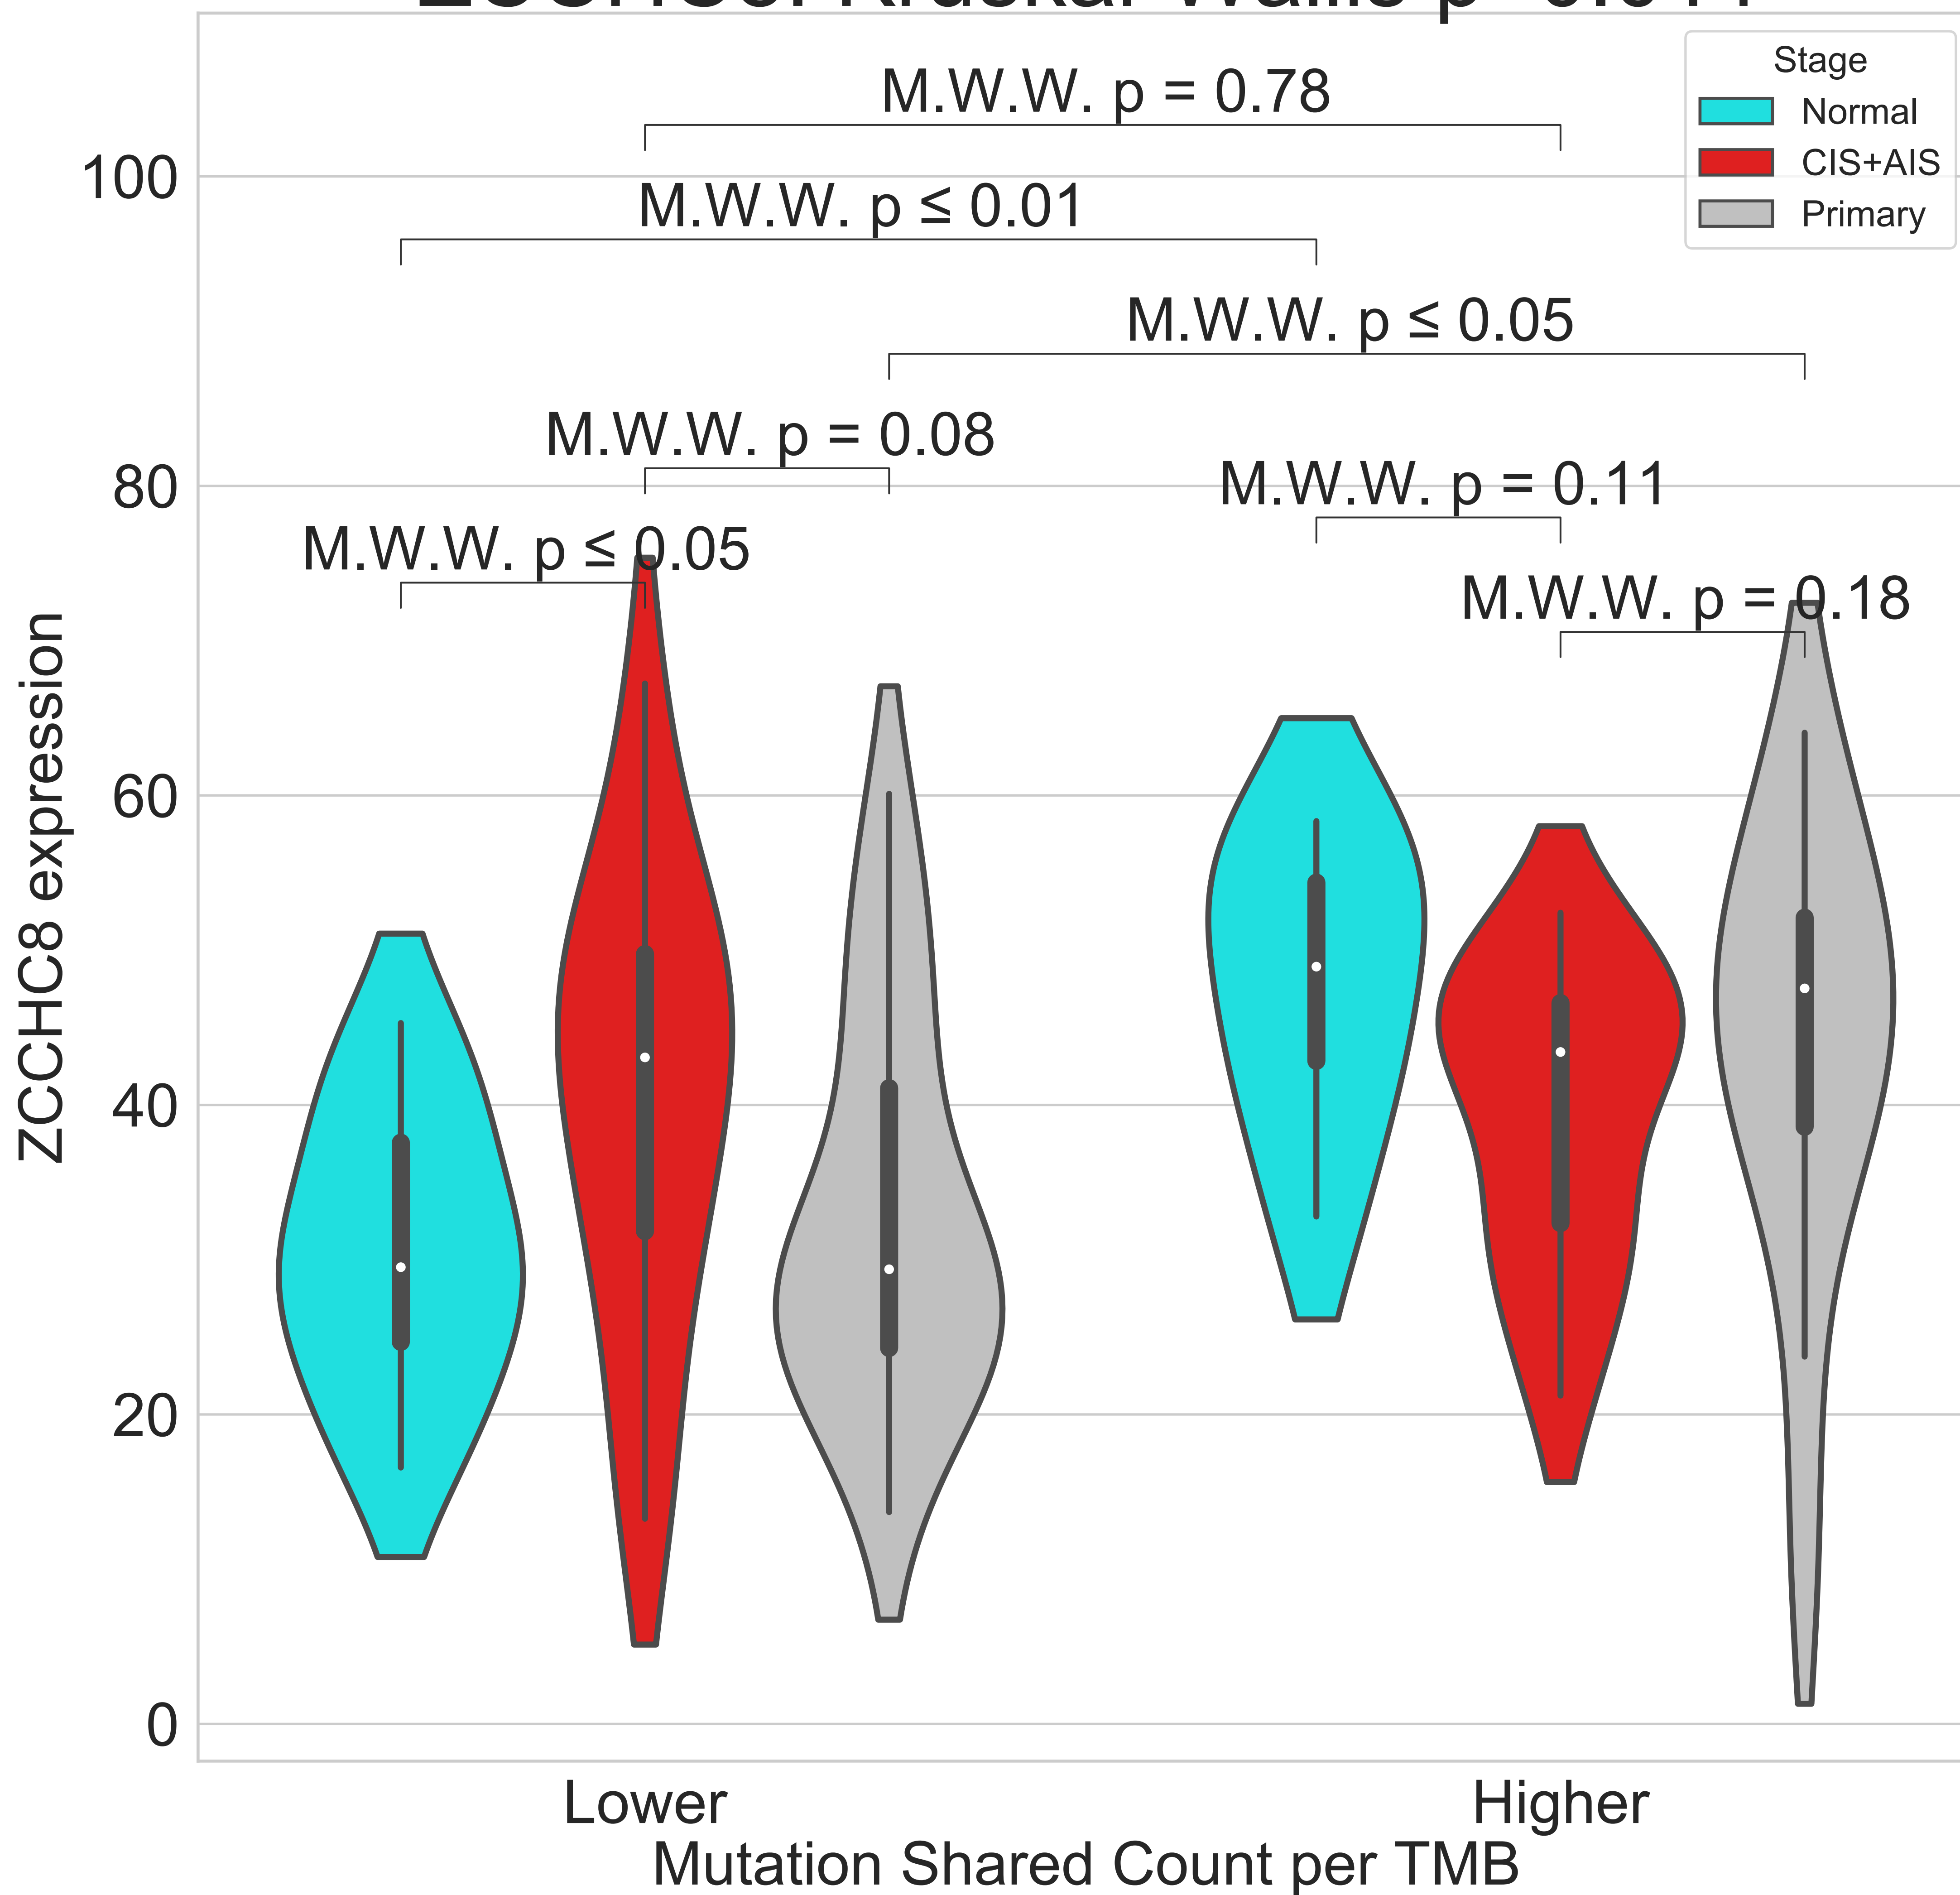 M.W.W. p = 0.78
Stage
Normal
CIS+AIS
Primary
100
M.W.W. p ≤ 0.01
M.W.W. p ≤ 0.05
M.W.W. p = 0.08
80
M.W.W. p = 0.11
M.W.W. p ≤ 0.05
M.W.W. p = 0.18
60
ZCCHC8 expression
40
20
0
Lower
Higher
Mutation Shared Count per TMB